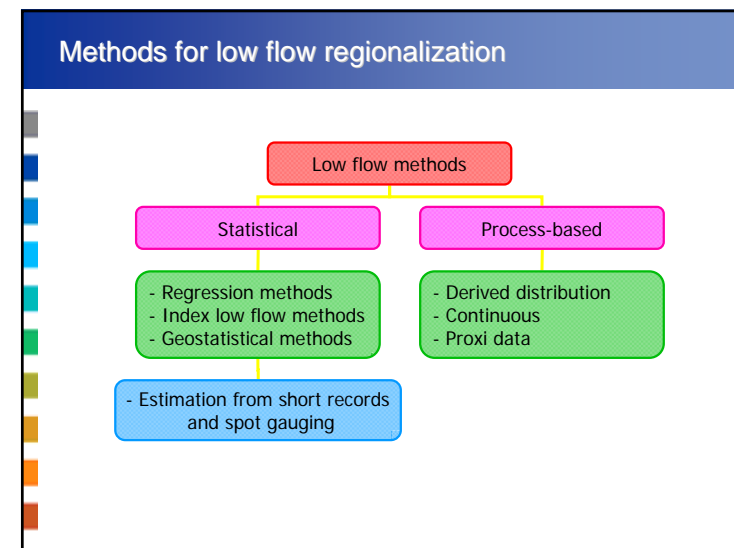 Methods for low flow regionalization
Low flow methods
Statistical
Process-based
- Regression methods
- Index low flow methods
- Geostatistical methods
- Derived distribution
- Continuous
- Proxi data
- Estimation from short records
and spot gauging